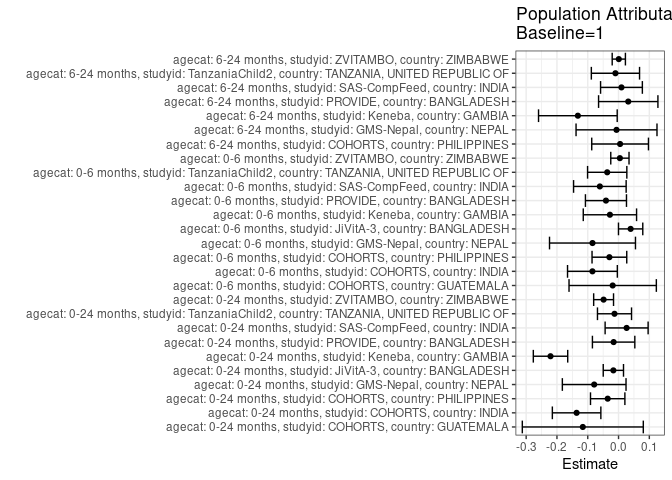 Population Attributa
Baseline=1
agecat: 6-24 months, studyid: ZVITAMBO, country: ZIMBABWE
agecat: 6-24 months, studyid: TanzaniaChild2, country: TANZANIA, UNITED REPUBLIC OF
agecat: 6-24 months, studyid: SAS-CompFeed, country: INDIA
agecat: 6-24 months, studyid: PROVIDE, country: BANGLADESH
agecat: 6-24 months, studyid: Keneba, country: GAMBIA
agecat: 6-24 months, studyid: GMS-Nepal, country: NEPAL
agecat: 6-24 months, studyid: COHORTS, country: PHILIPPINES
agecat: 0-6 months, studyid: ZVITAMBO, country: ZIMBABWE
agecat: 0-6 months, studyid: TanzaniaChild2, country: TANZANIA, UNITED REPUBLIC OF
agecat: 0-6 months, studyid: SAS-CompFeed, country: INDIA
agecat: 0-6 months, studyid: PROVIDE, country: BANGLADESH
agecat: 0-6 months, studyid: Keneba, country: GAMBIA
agecat: 0-6 months, studyid: JiVitA-3, country: BANGLADESH
agecat: 0-6 months, studyid: GMS-Nepal, country: NEPAL
agecat: 0-6 months, studyid: COHORTS, country: PHILIPPINES
agecat: 0-6 months, studyid: COHORTS, country: INDIA
agecat: 0-6 months, studyid: COHORTS, country: GUATEMALA
agecat: 0-24 months, studyid: ZVITAMBO, country: ZIMBABWE
agecat: 0-24 months, studyid: TanzaniaChild2, country: TANZANIA, UNITED REPUBLIC OF
agecat: 0-24 months, studyid: SAS-CompFeed, country: INDIA
agecat: 0-24 months, studyid: PROVIDE, country: BANGLADESH
agecat: 0-24 months, studyid: Keneba, country: GAMBIA
agecat: 0-24 months, studyid: JiVitA-3, country: BANGLADESH
agecat: 0-24 months, studyid: GMS-Nepal, country: NEPAL
agecat: 0-24 months, studyid: COHORTS, country: PHILIPPINES
agecat: 0-24 months, studyid: COHORTS, country: INDIA
agecat: 0-24 months, studyid: COHORTS, country: GUATEMALA
-0.3 -0.2 -0.1 0.0 0.1
Estimate